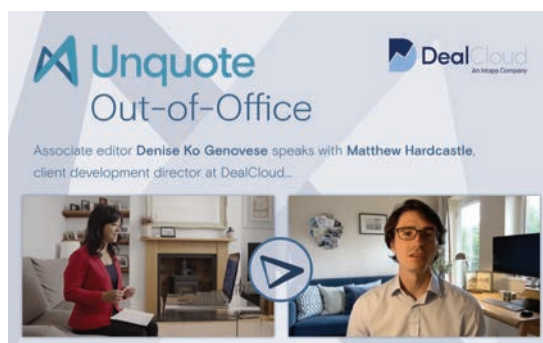 Unquote
Out-of-Office
DealCloud
An Intapp Company
Associate editor Denise Ko Genovese speaks with Matthew Hardcastle,
client development director at DealCloud...